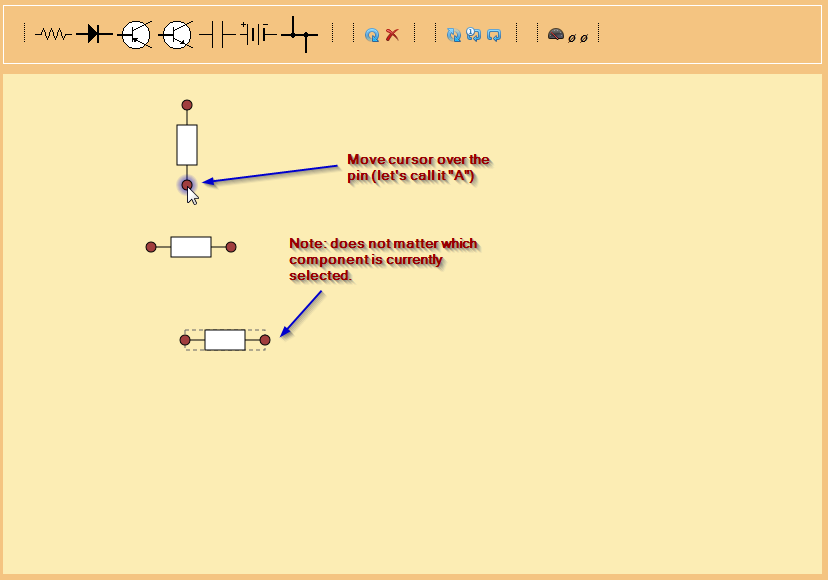 Move cursor over the
pin (let's call it "A")
Note: does not matter which
component is currently
selected.